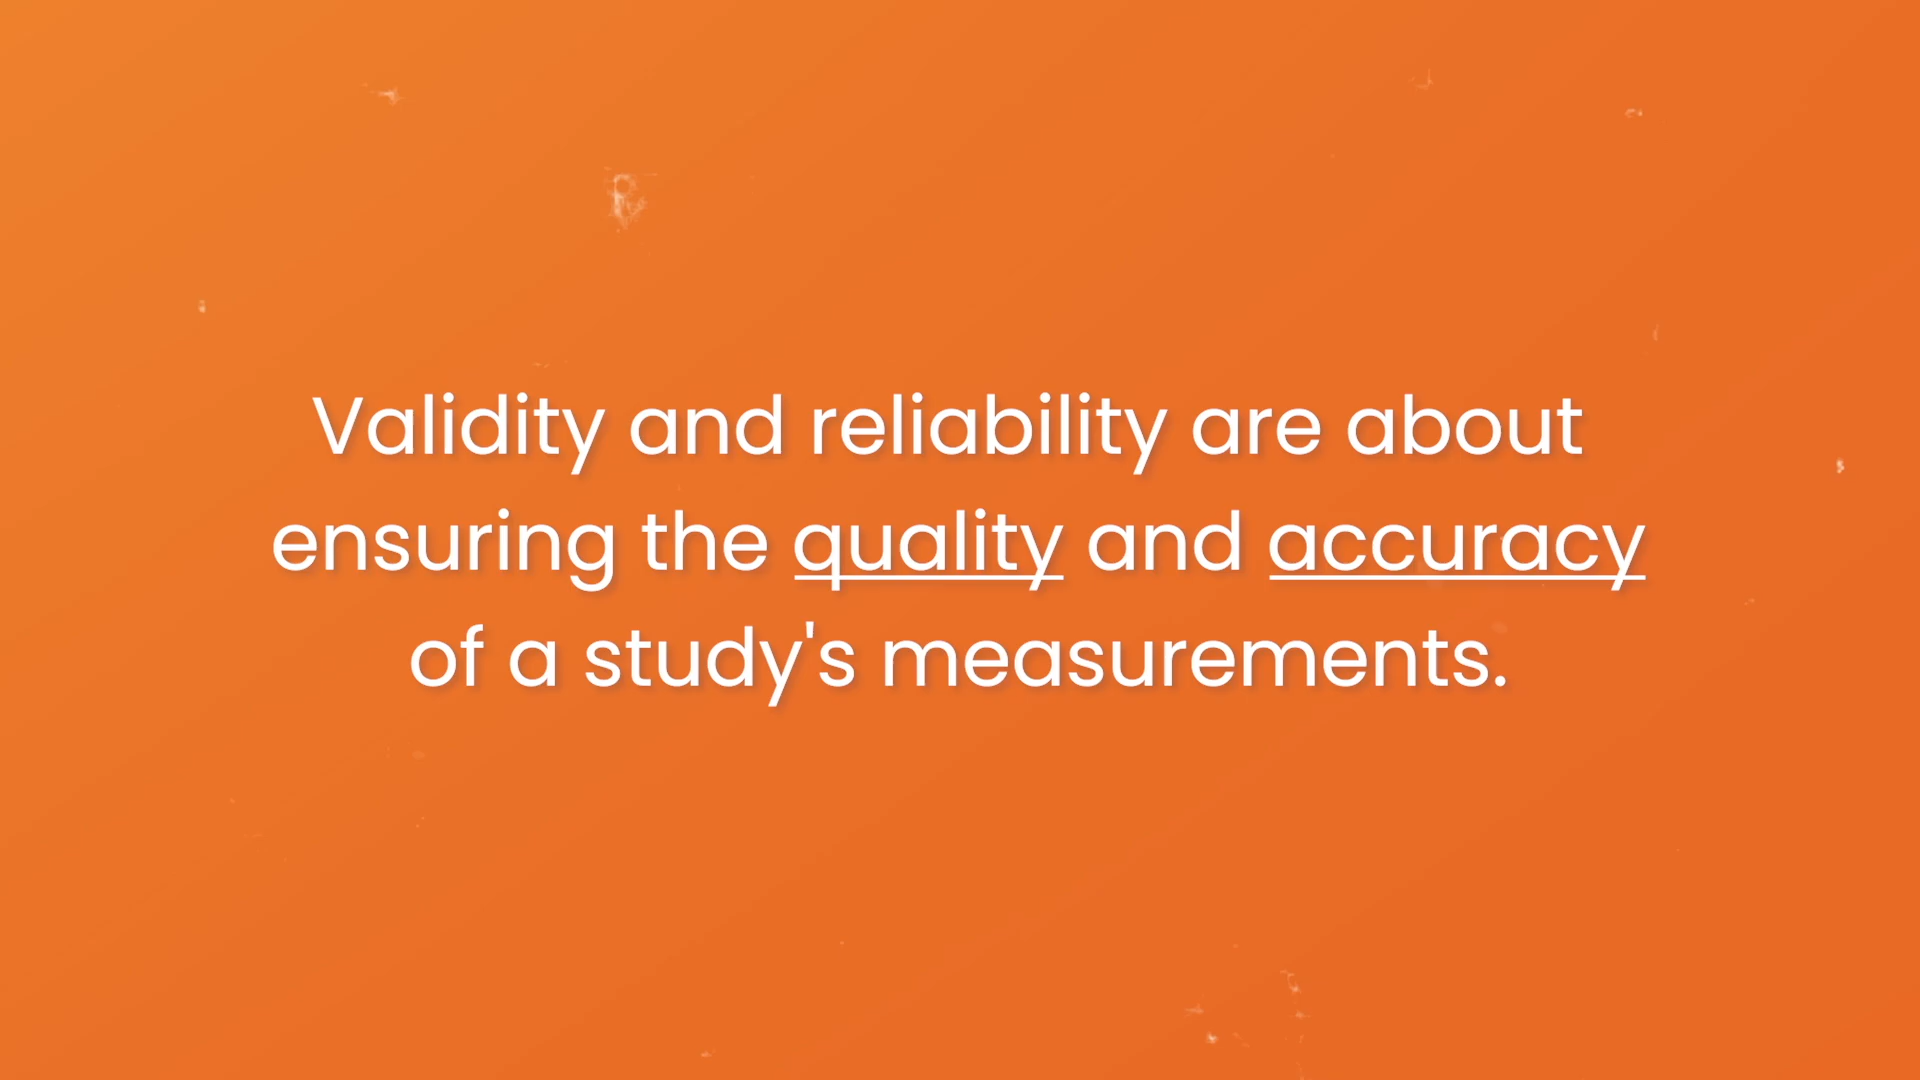 Validity and reliability are about
ensuring the quality and accuracy
of a study's measurements.